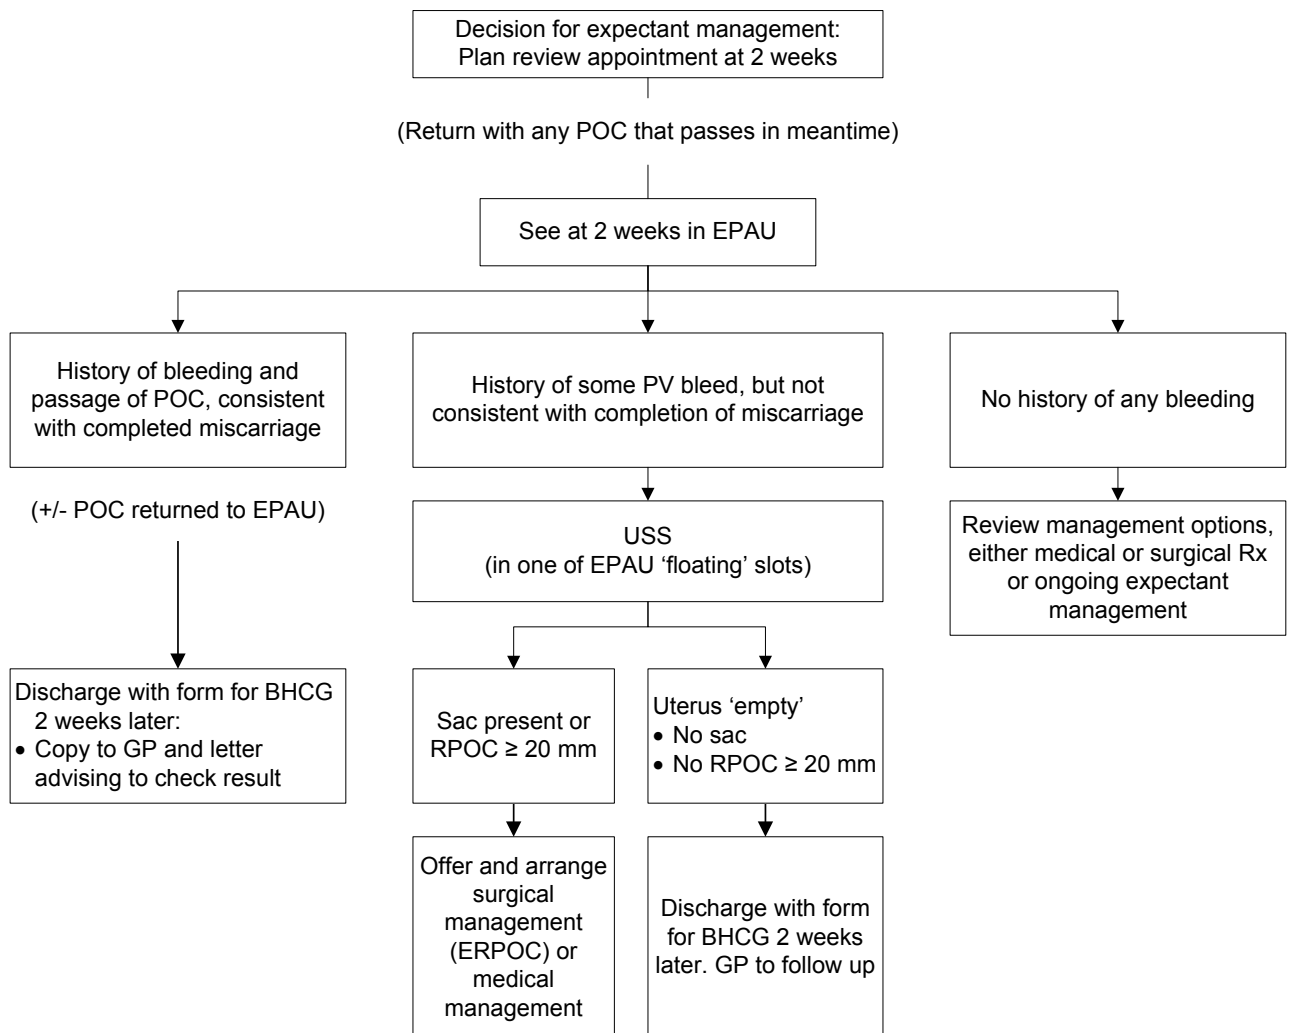 Decision for expectant management:
Plan review appointment at 2 weeks
(Return with any POC that passes in meantime)
See at 2 weeks in EPAU
History of bleeding and
passage of POC, consistent
with completed miscarriage
(+/- POC returned to EPAU)
Discharge with form for BHCG
2 weeks later:
• Copy to GP and letter
advising to check result
History of some PV bleed, but not
consistent with completion of miscarriage
USS
(in one of EPAU ‘floating’ slots)
Sac present or
RPOC ≥ 20 mm
Offer and arrange
surgical
management
(ERPOC) or
medical
management
Uterus ‘empty’
• No sac
• No RPOC ≥ 20 mm
Discharge with form
for BHCG 2 weeks
later. GP to follow up
No history of any bleeding
Review management options,
either medical or surgical Rx
or ongoing expectant
management